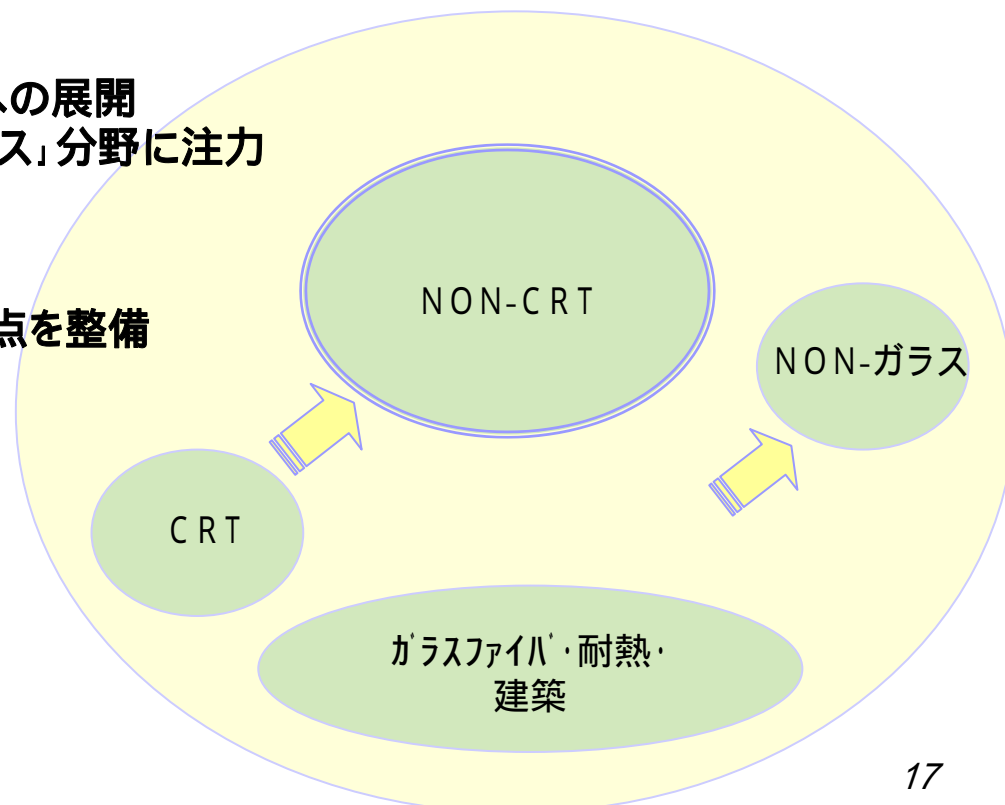 への展開
ス」分野に注力
点を整備
NON-CRT
NON-ガラス
CRT
ｶﾞﾗｽﾌｧｲﾊﾞ・耐熱・
建築
17